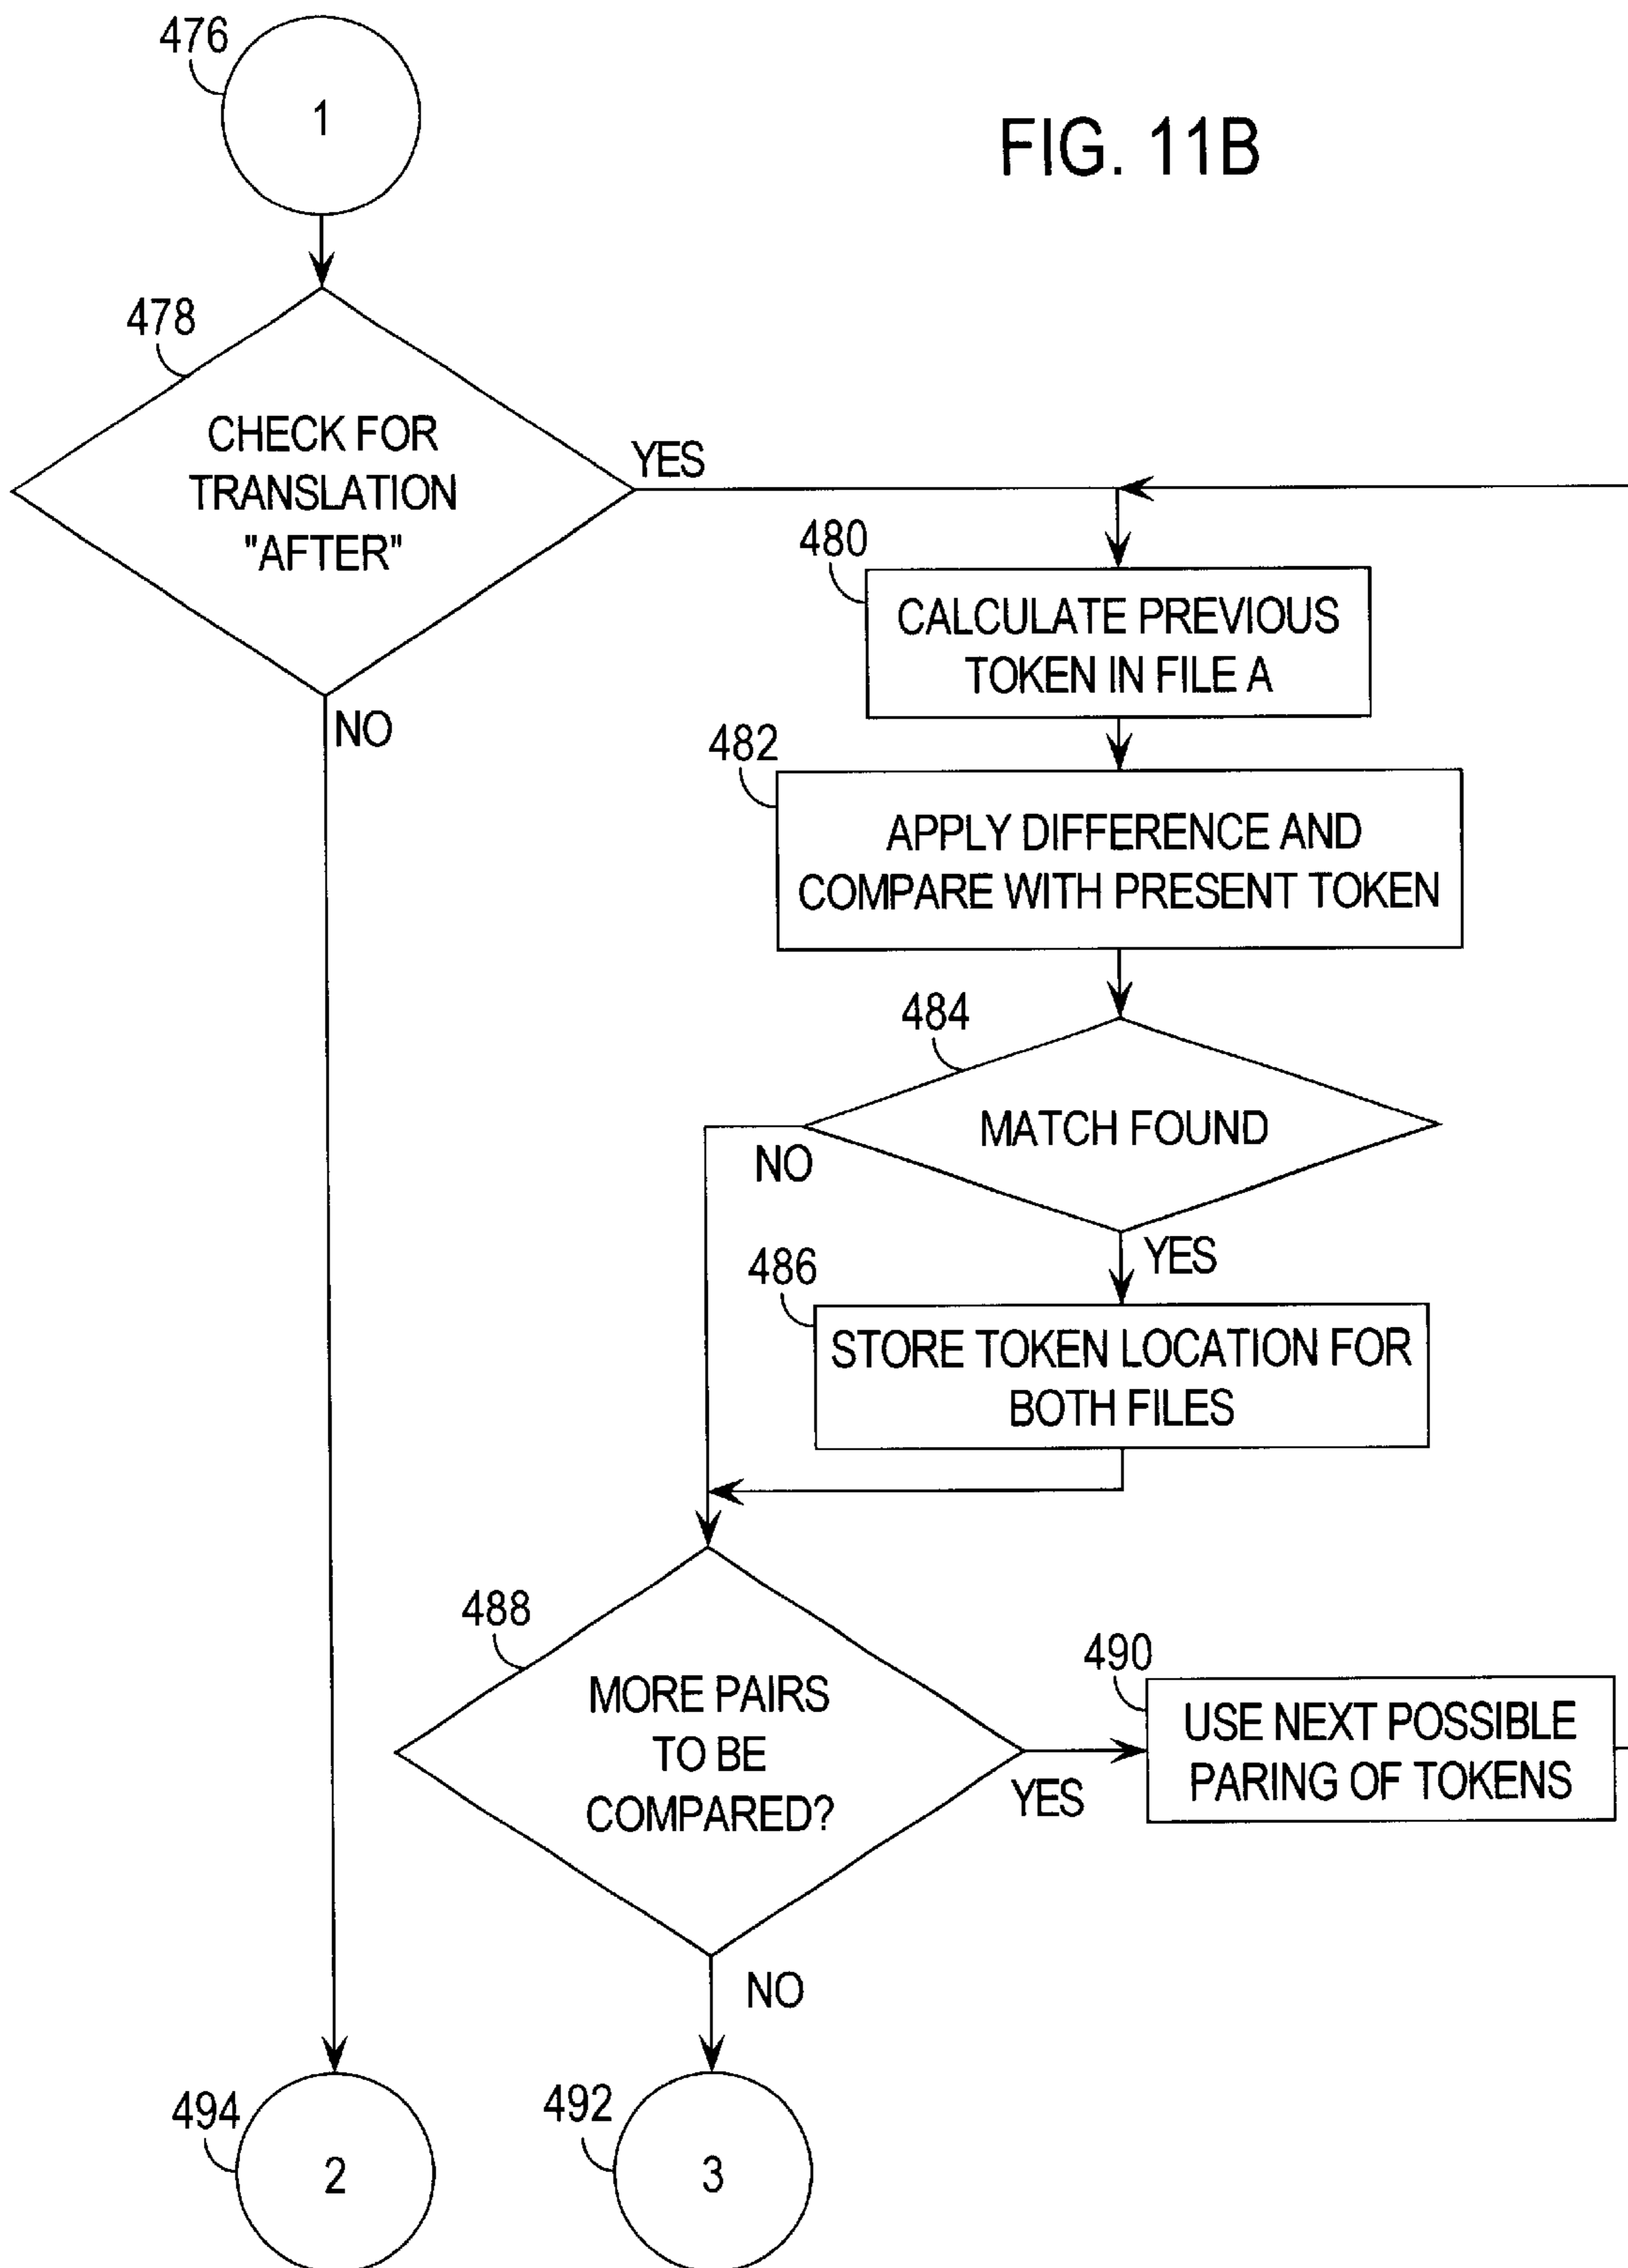 476
1
FIG. 11B
478
CHECK FOR
TRANSLATION
"AFTER"
YES
NO
480
CALCULATE PREVIOUS
TOKEN IN FILE A
482
APPLY DIFFERENCE AND
COMPARE WITH PRESENT TOKEN
484
MATCH FOUND
NO
YES
486
STORE TOKEN LOCATION FOR
BOTH FILES
488
MORE PAIRS
TO BE
COMPARED?
YES
490
USE NEXT POSSIBLE
PARING OF TOKENS
NO
494
2
492
3